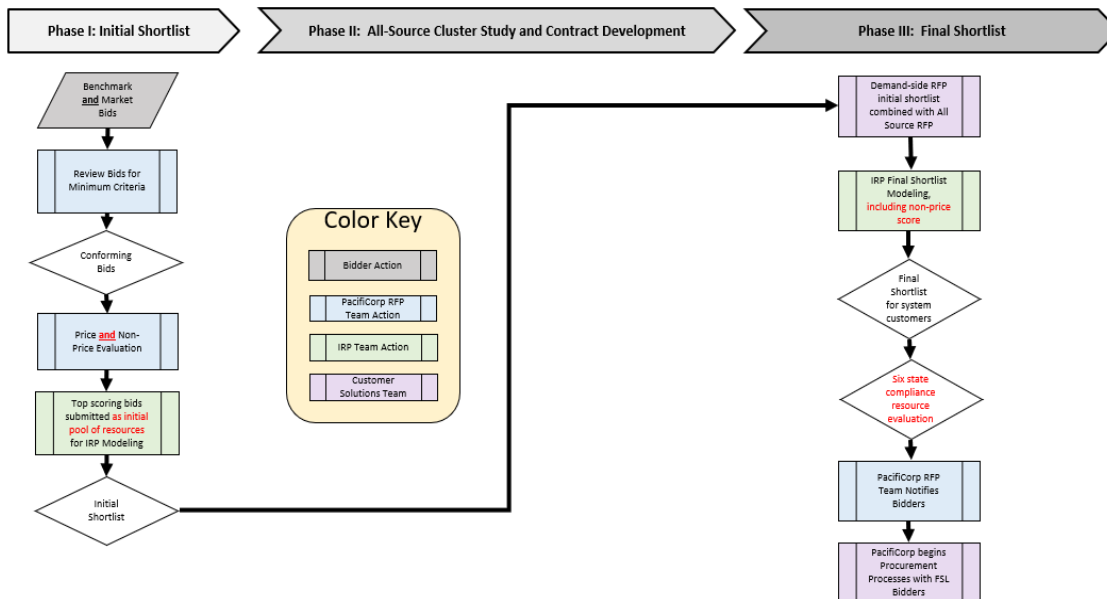 Phase I: Initial Shortlist
Phase II: All-Source Cluster Study and Contract Development
Phase III: Final Shortlist
Benchmark
and Market
Bids
Review Bids for
Minimum Criteria
Conforming
Bids
Price and Non-
Price Evaluation
Top scoring bids
submitted as initial
pool of resources
for IRP Modeling
Initial
Shortlist
Color Key
Bidder Action
PacifiCorp RFP
Team Action
IRP Team Action
Customer
Solutions Team
Demand-side RFP
initial shortlist
combined with All
Source RFP
IRP Final Shortlist
Modeling,
including non-price
score
Final
Shortlist
for system
customers
Six state
compliance
resource
evaluation
PacifiCorp RFP
Team Notifies
Bidders
PacifiCorp begins
Procurement
Processes with FSL
Bidders